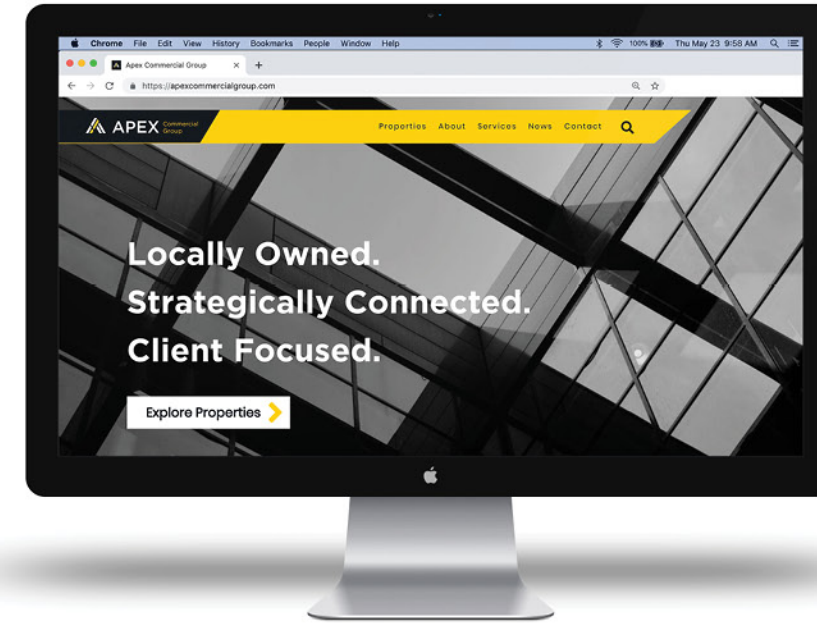 Chrome File Edit View History Bookmarks People Window Help 100% Thu May 23 9:58 AM
Apex Commercial Group × +
https://apexcommercialgroup.com
APEX Commercial Group Properties About Services News Contact
Locally Owned.
Strategically Connected.
Client Focused.
Explore Properties